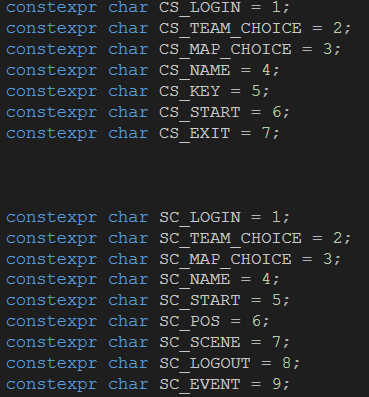 constexpr char CS_LOGIN = 1;
constexpr char CS_TEAM_CHOICE = 2;
constexpr char CS_MAP_CHOICE = 3;
constexpr char CS_NAME = 4;
constexpr char CS_KEY = 5;
constexpr char CS_START = 6;
constexpr char CS_EXIT = 7;
constexpr char SC_LOGIN = 1;
constexpr char SC_TEAM_CHOICE = 2;
constexpr char SC_MAP_CHOICE = 3;
constexpr char SC_NAME = 4;
constexpr char SC_START = 5;
constexpr char SC_POS = 6;
constexpr char SC_SCENE = 7;
constexpr char SC_LOGOUT = 8;
constexpr char SC_EVENT = 9;